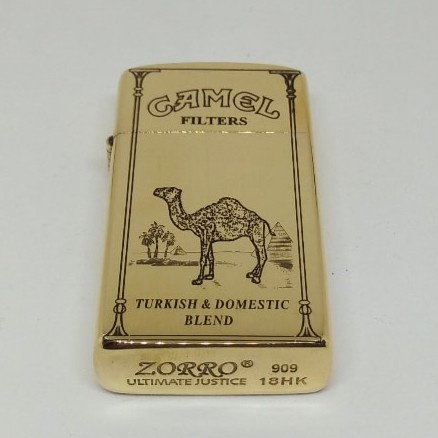 CAMEL
FILTERS
TURKISH & DOMESTIC
BLEND
ZORRO® 909
ULTIMATE JUSTICE 18HK